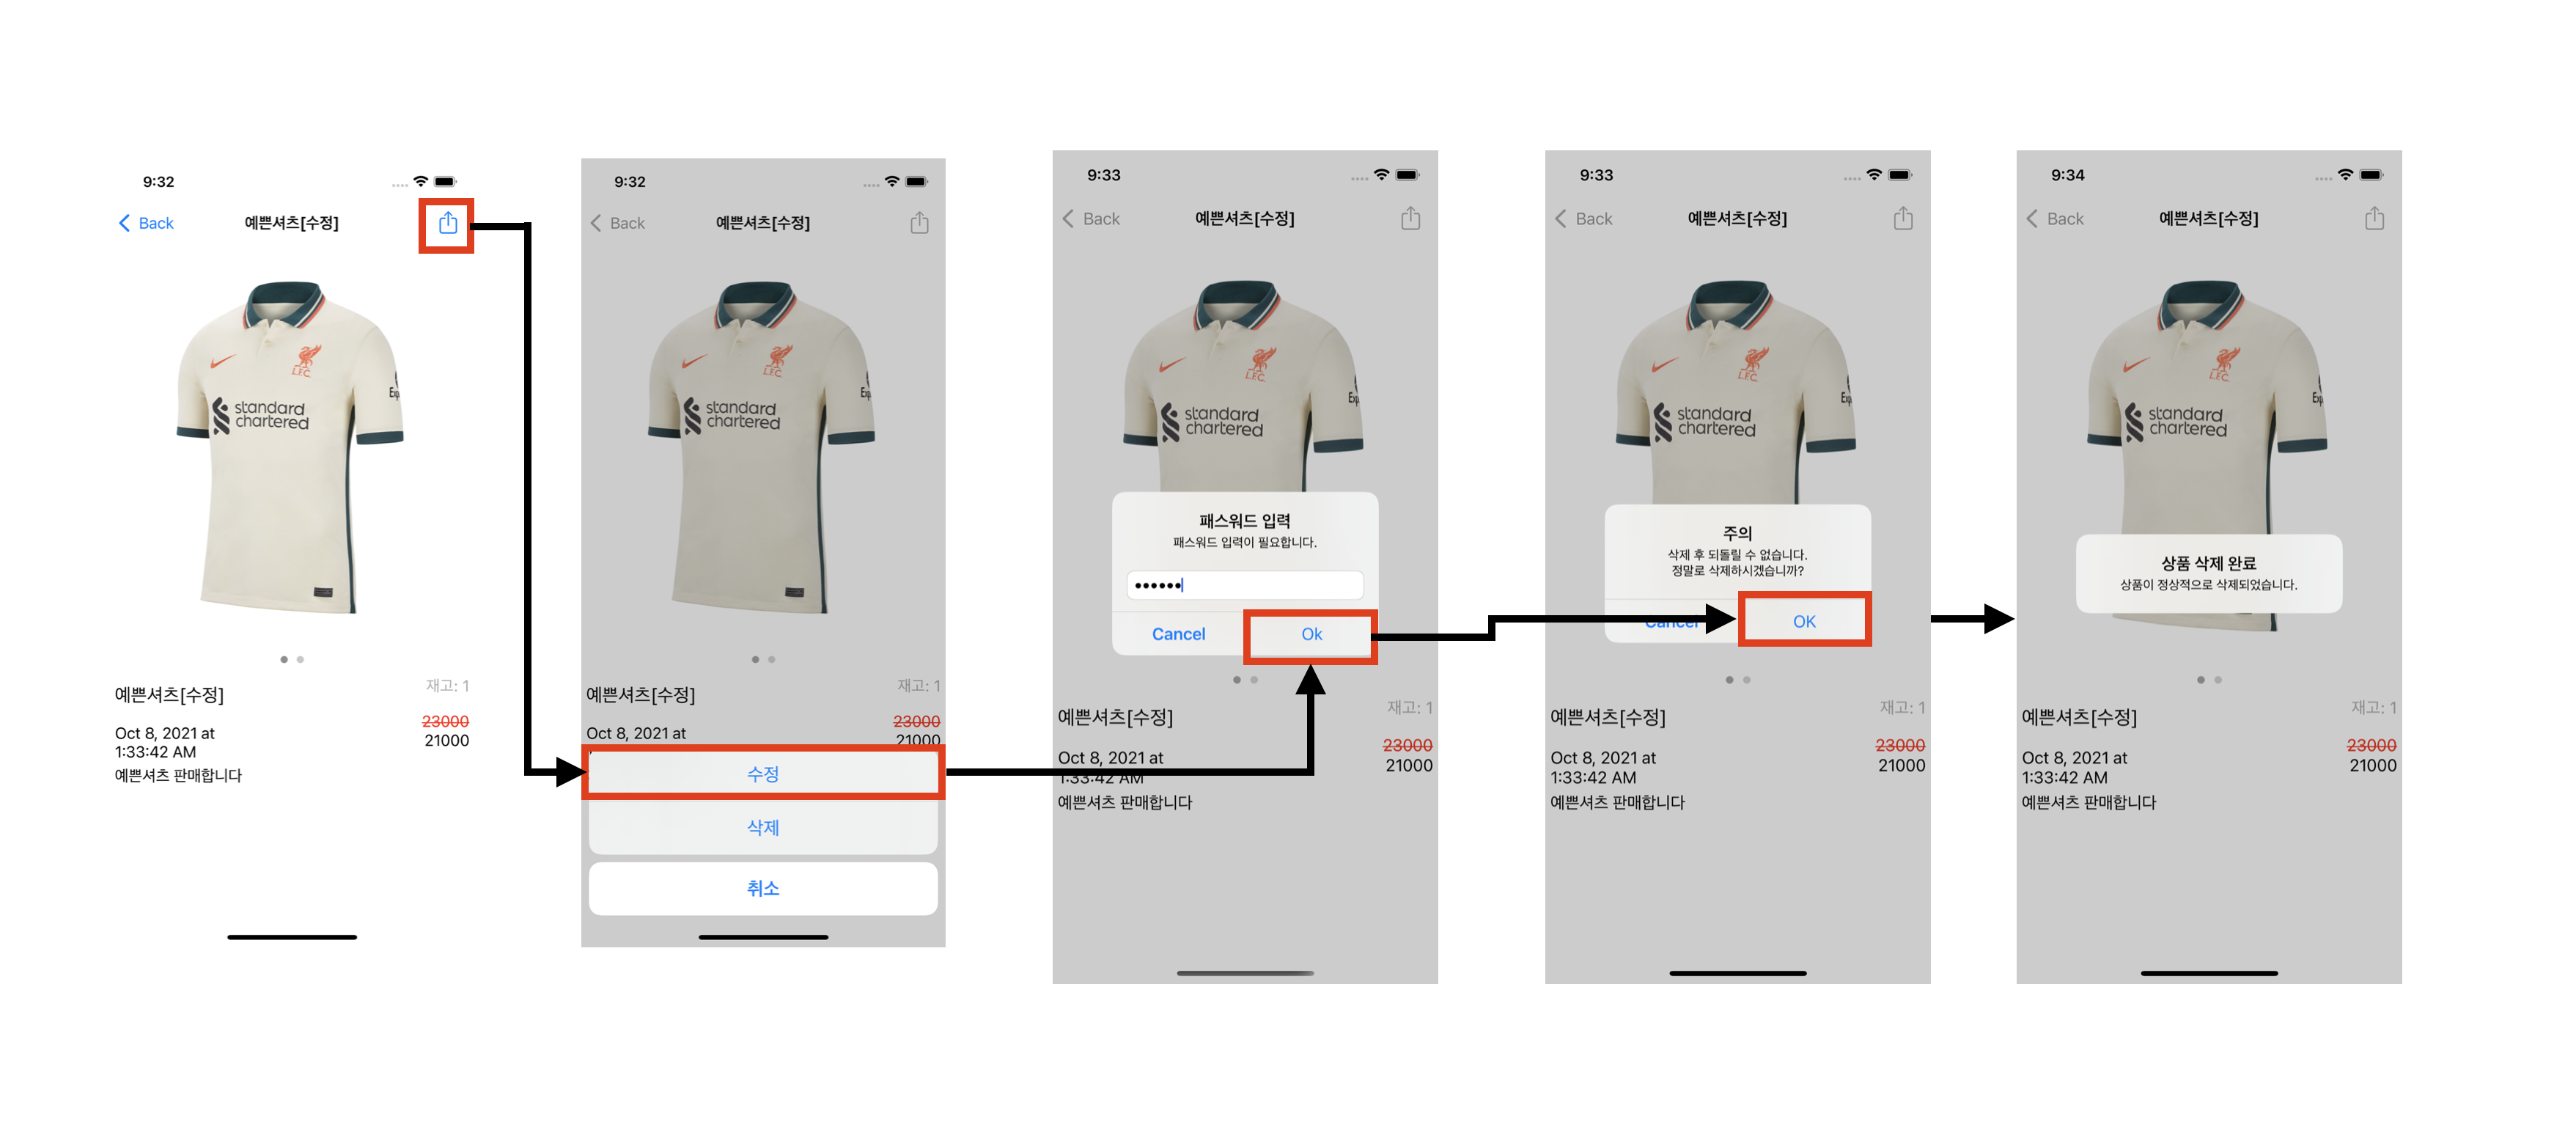 9:32
Back
예쁜셔츠[수정]
L.F.C.
Exp
standard
chartered
재고: 1
예쁜셔츠[수정]
23000
Oct 8, 2021 at
21000
1:33:42 AM
예쁜셔츠 판매합니다
9:32
Back
예쁜셔츠[수정]
L.F.C.
Ex
standard
chartered
재고: 1
예쁜셔츠[수정]
23000
Oct 8, 2021 at
21000
수정
삭제
취소
9:33
Back
예쁜셔츠[수정]
L.F.C.
Exp
standard
chartered
패스워드 입력
패스워드 입력이 필요합니다.
Cancel
Ok
재고: 1
예쁜셔츠[수정]
23000
Oct 8, 2021 at
21000
1:33:42 AM
예쁜셔츠 판매합니다
9:33
Back
예쁜셔츠[수정]
L.F.C.
Exp
standard
chartered
주의
삭제 후 되돌릴 수 없습니다.
정말로 삭제하시겠습니까?
Cancel
OK
재고: 1
예쁜셔츠[수정]
23000
Oct 8, 2021 at
21000
1:33:42 AM
예쁜셔츠 판매합니다
9:34
Back
예쁜셔츠[수정]
L.F.C.
Exp
standard
chartered
상품 삭제 완료
상품이 정상적으로 삭제되었습니다.
재고: 1
예쁜셔츠[수정]
23000
Oct 8, 2021 at
21000
1:33:42 AM
예쁜셔츠 판매합니다